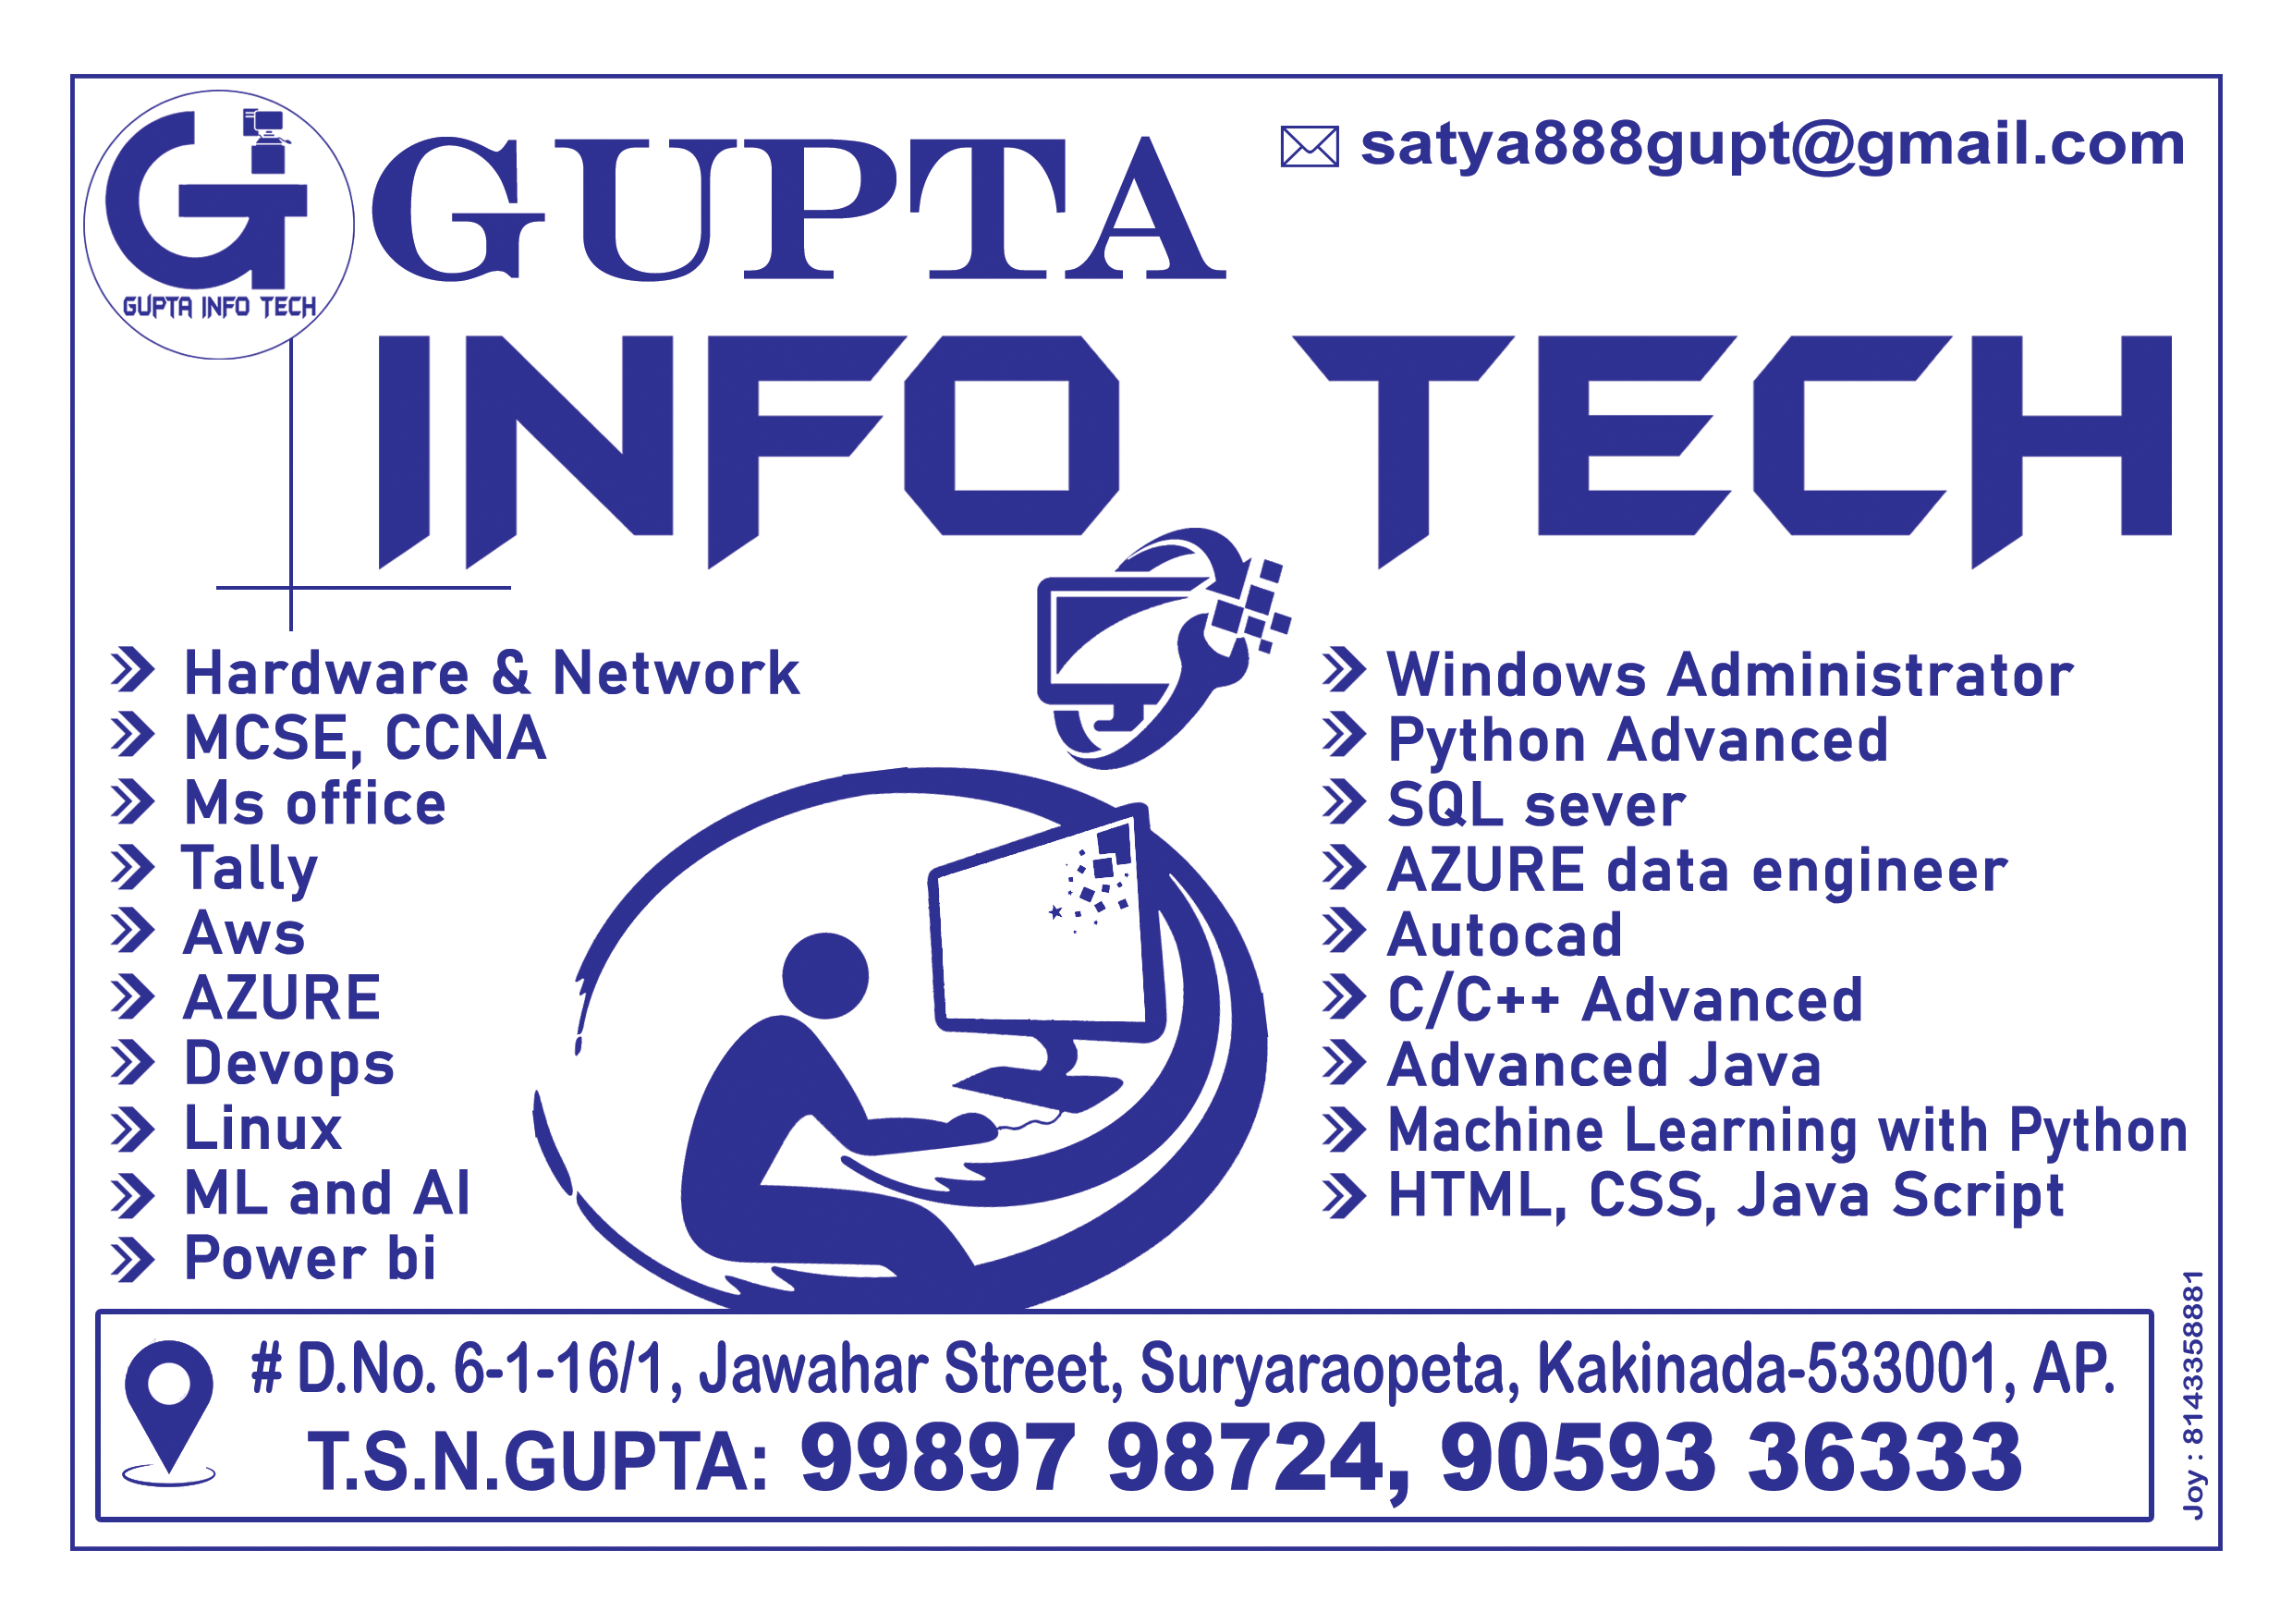 GUPTA INFO TECH
GUPTA
satya888gupt@gmail.com
INFO TECH
Hardware & Network
MCSE, CCNA
Ms office
Tally
Aws
AZURE
Devops
Linux
ML and AI
Power bi
Windows Administrator
Python Advanced
SQL sever
AZURE data engineer
Autocad
C/C++ Advanced
Advanced Java
Machine Learning with Python
HTML, CSS, Java Script
# D.No. 6-1-16/1, Jawahar Street, Suryaraopeta, Kakinada-533001, AP.
T.S.N.GUPTA: 99897 98724, 90593 36333
Joy : 8143358881